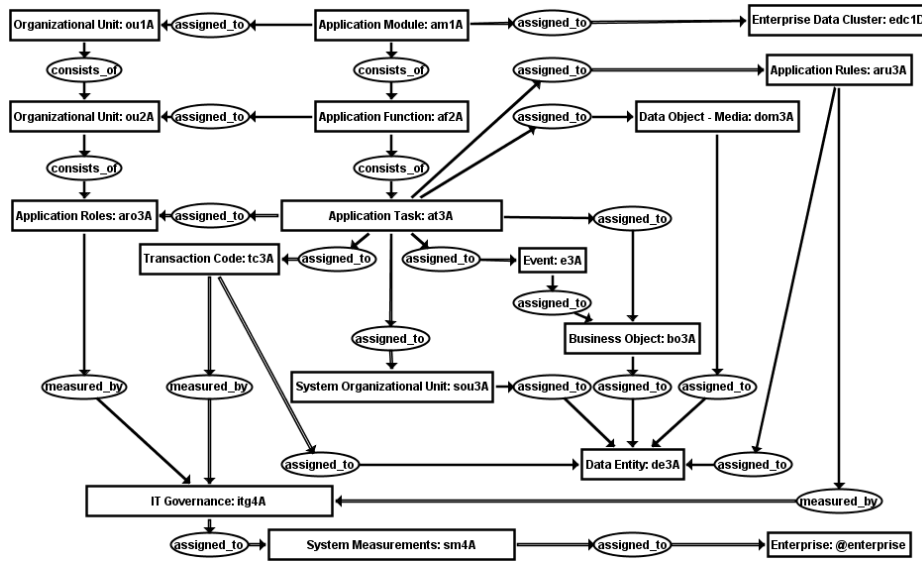 Organizational Unit: ou1A assigned_to Application Module: am1A assigned_to Enterprise Data Cluster: edc1D
consists_of consists_of assigned_to Application Rules: aru3A
Organizational Unit: ou2A assigned_to Application Function: af2A assigned_to Data Object - Media: dom3A
consists_of consists_of
Application Roles: aro3A assigned_to Application Task: at3A assigned_to
Transaction Code: tc3A assigned_to assigned_to Event: e3A
assigned_to
assigned_to Business Object: bo3A
measured_by measured_by System Organizational Unit: sou3A assigned_to assigned_to assigned_to
assigned_to Data Entity: de3A assigned_to
IT Governance: itg4A measured_by
assigned_to System Measurements: sm4A assigned_to Enterprise: @enterprise